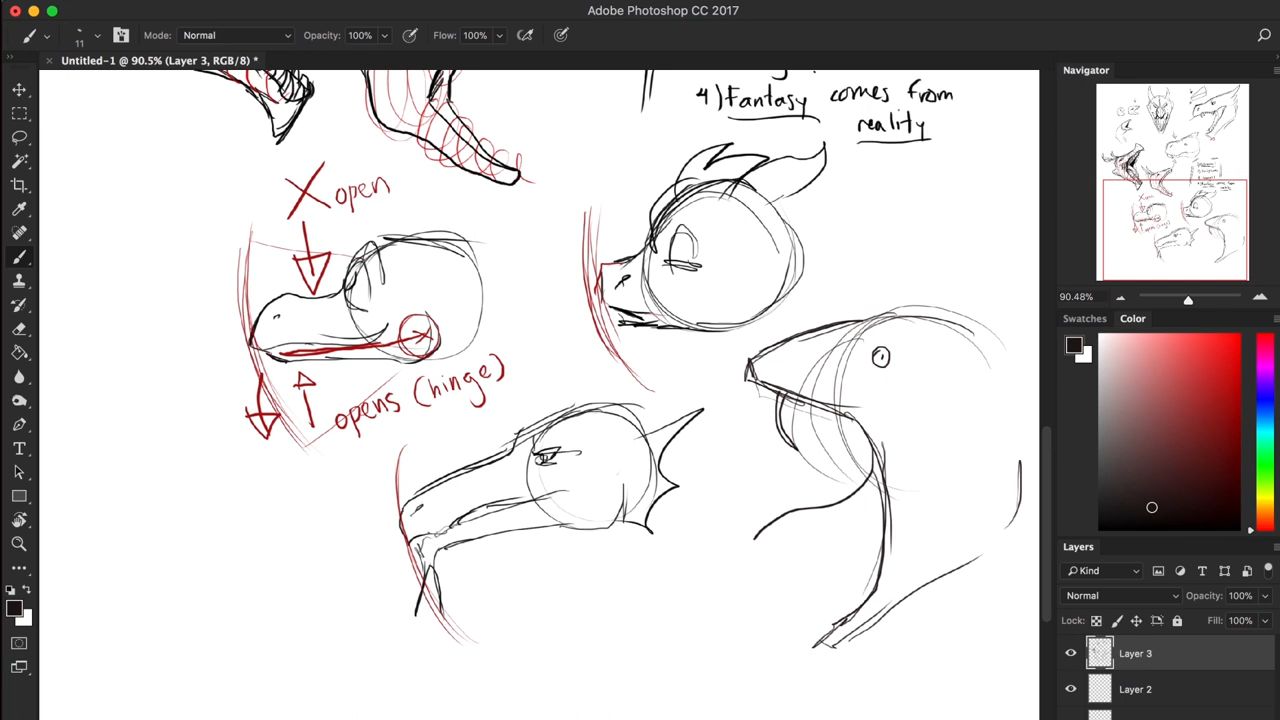 Adobe Photoshop CC 2017
11
Mode: Normal Opacity: 100% Flow: 100%
Untitled-1 @ 90.5% (Layer 3, RGB/8) *
Navigator
4) Fantasy comes from
reality
X open
opens (hinge)
90.48%
Swatches Color
Layers
Kind
Normal Opacity: 100%
Lock: Fill: 100%
Layer 3
Layer 2